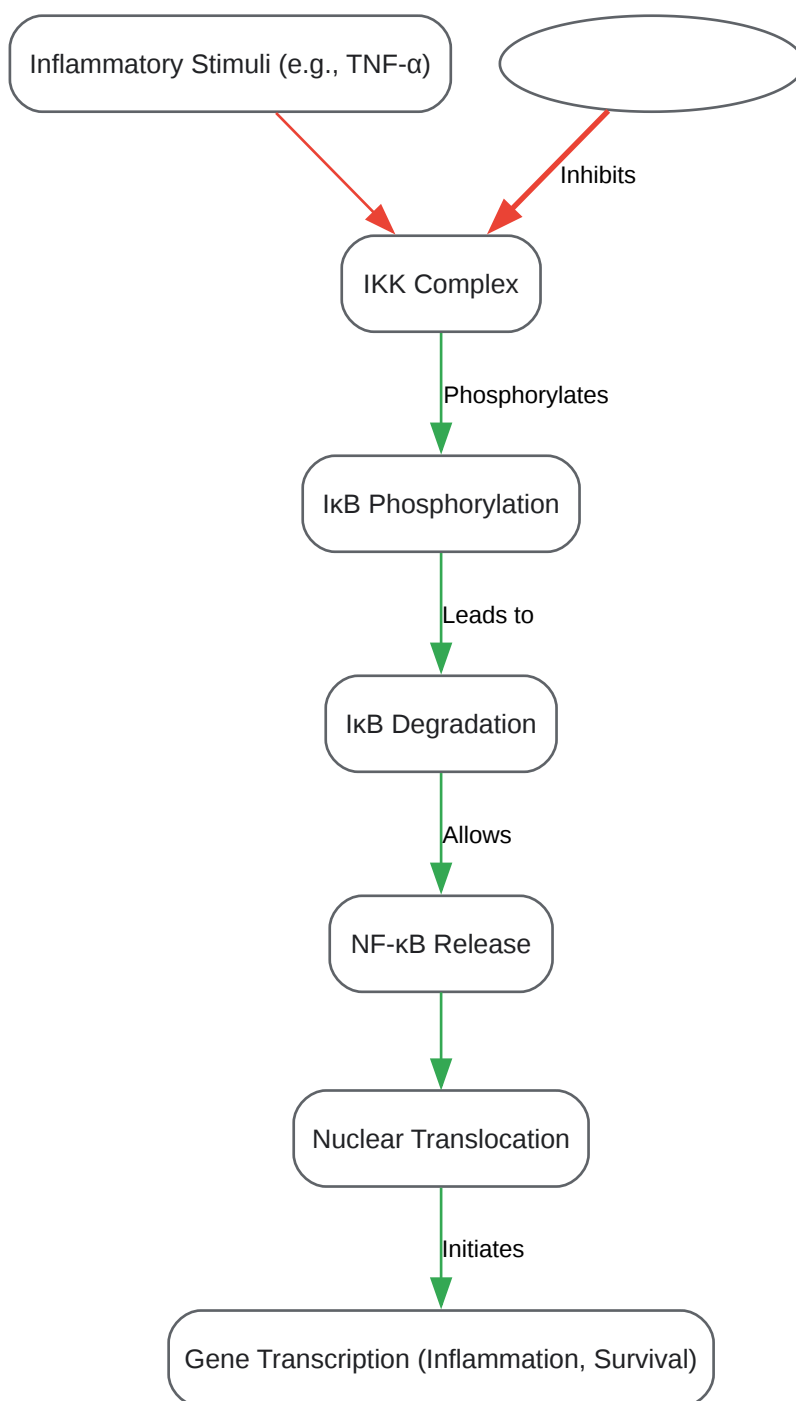 Inflammatory Stimuli (e.g., TNF-α)
Inhibits
IKK Complex
Phosphorylates
IκB Phosphorylation
Leads to
IκB Degradation
Allows
NF-κB Release
Nuclear Translocation
Initiates
Gene Transcription (Inflammation, Survival)